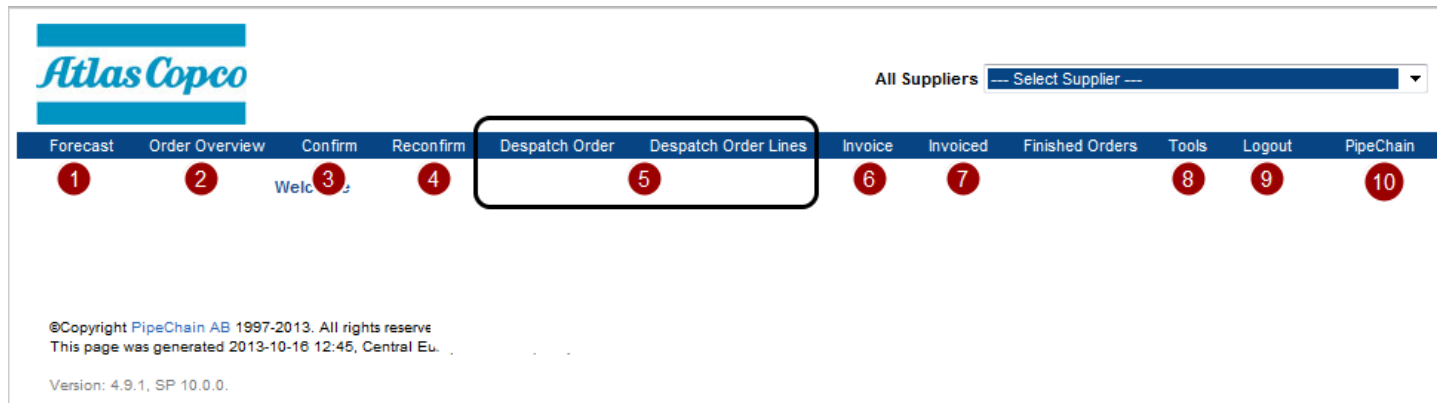 Atlas Copco
All Suppliers --- Select Supplier ---
Forecast Order Overview Confirm Reconfirm Despatch Order Despatch Order Lines Invoice Invoiced Finished Orders Tools Logout PipeChain
1 2 3 4 5 6 7 8 9 10
©Copyright PipeChain AB 1997-2013. All rights
This page was generated 2013-10-16 12:45, Central
Version: 4.9.1, SP 10.0.0.